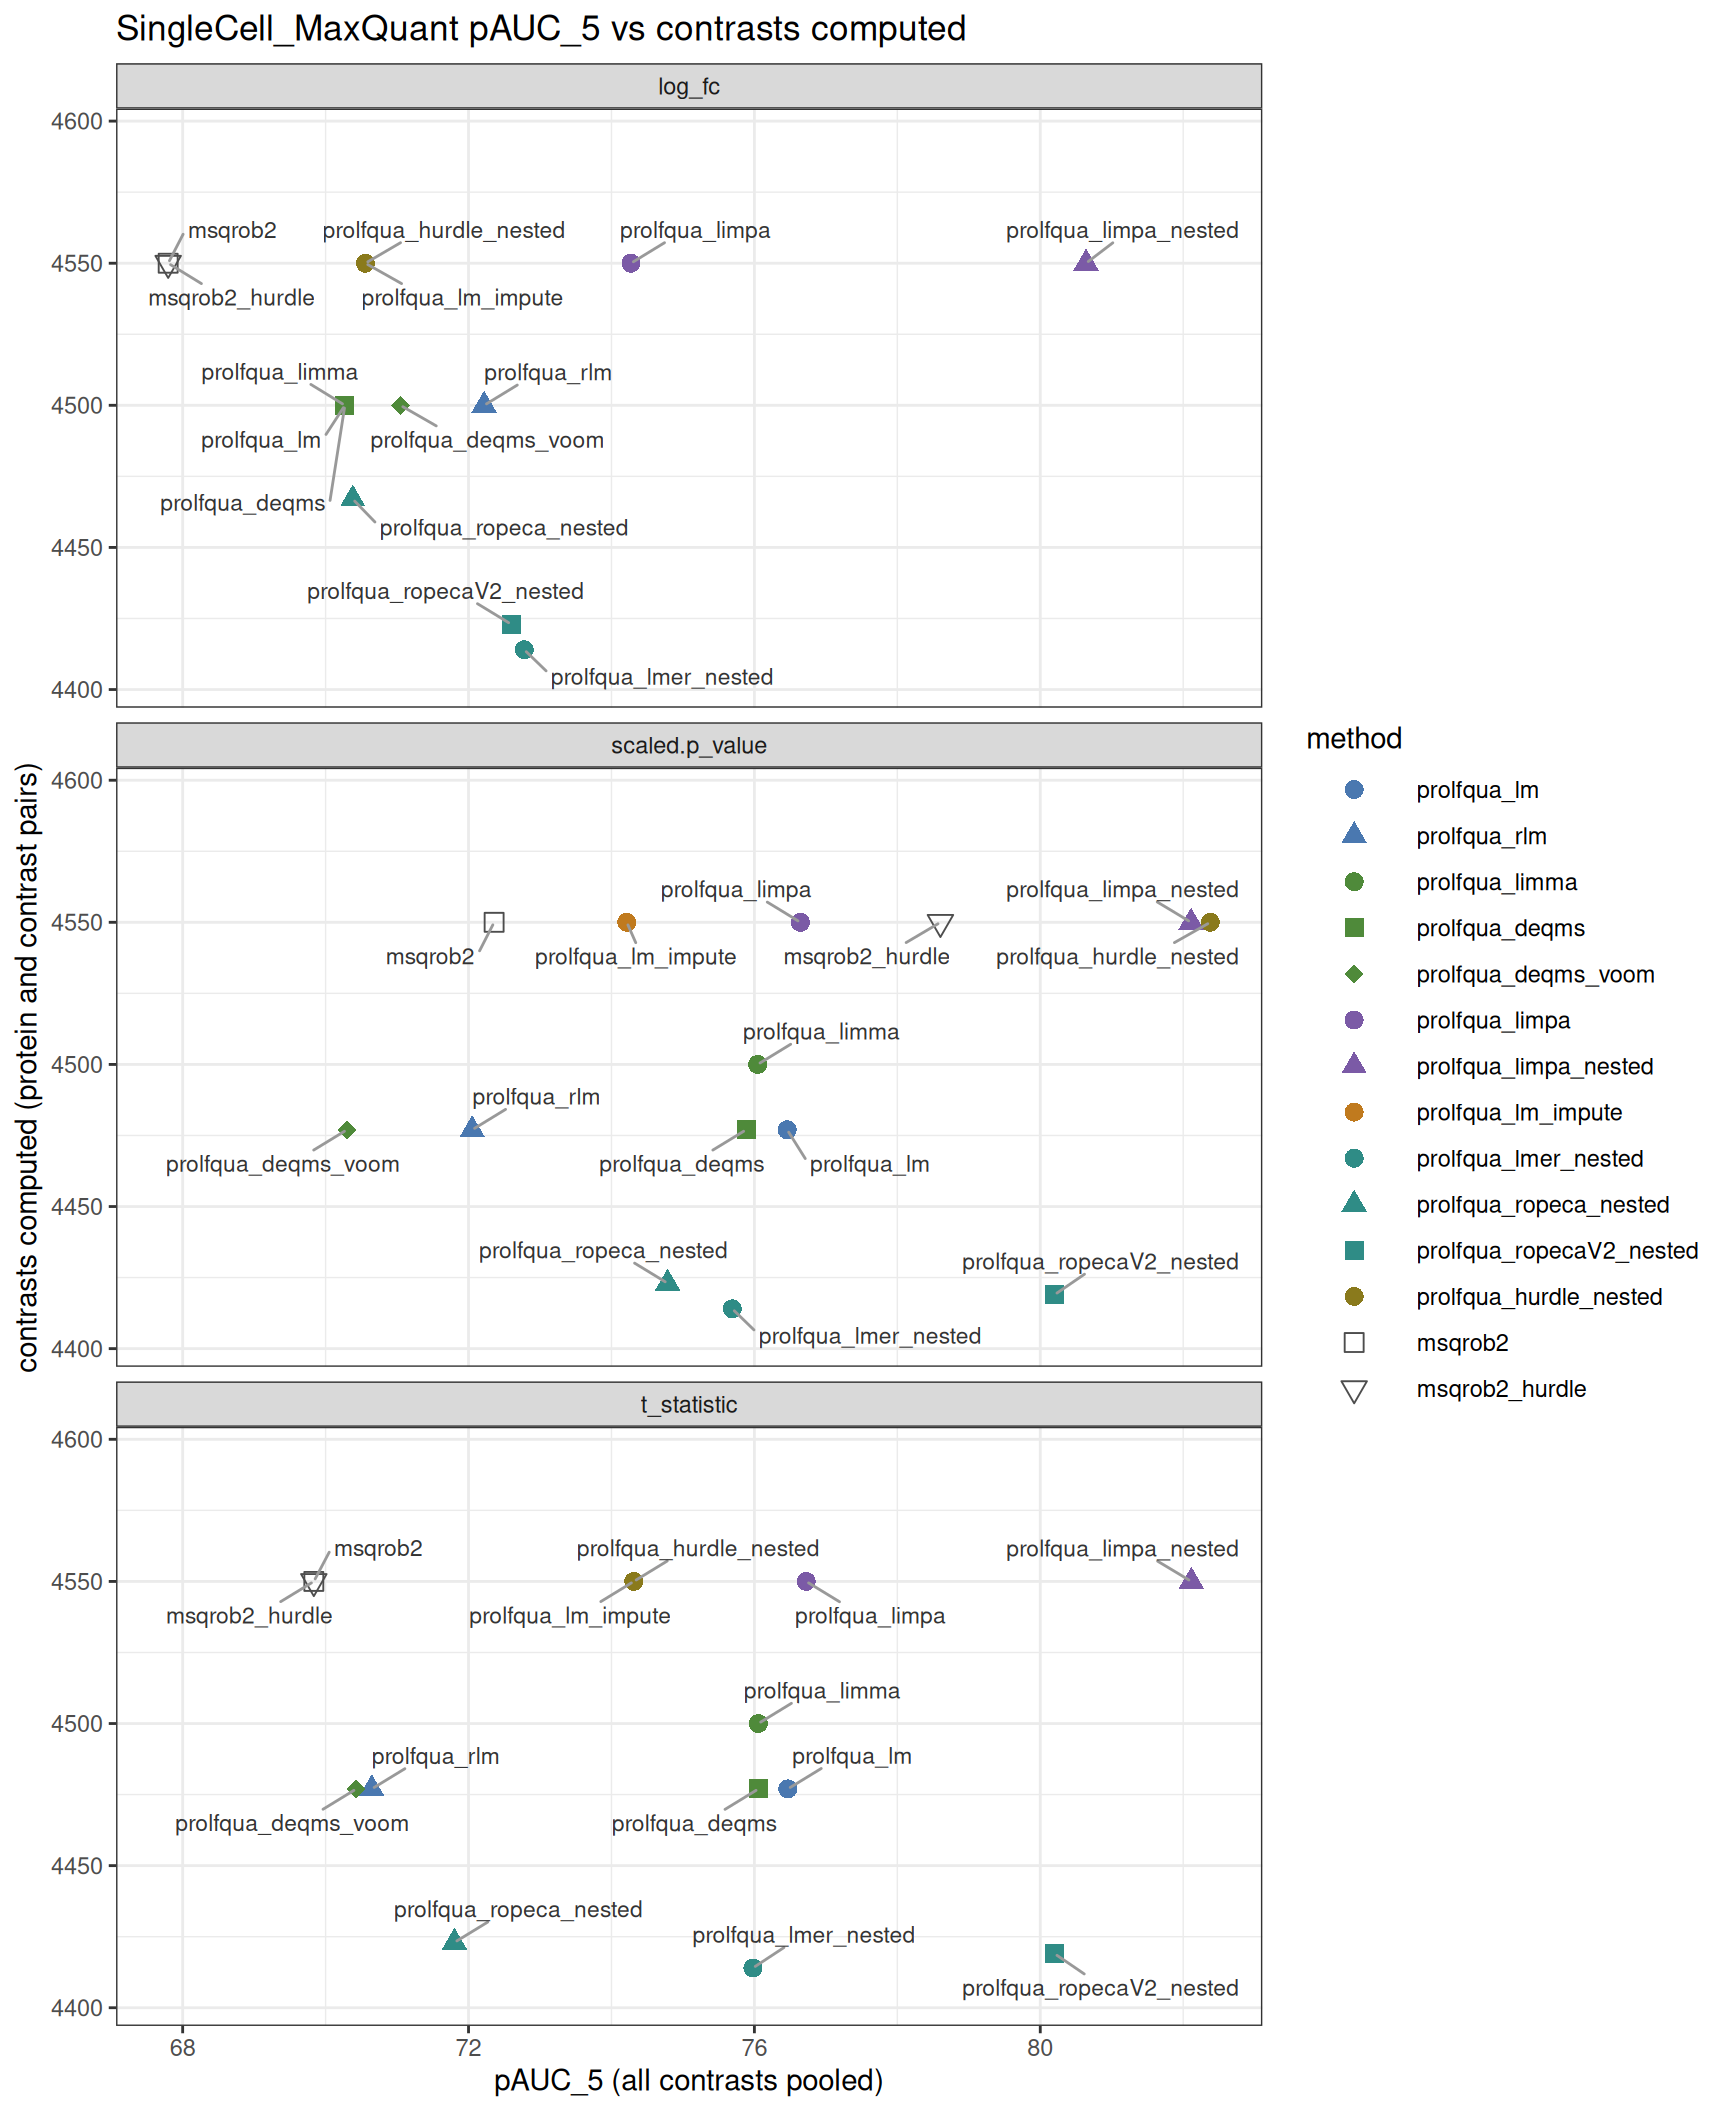 SingleCell_MaxQuant pAUC_5 vs contrasts computed
log_fc
4600
4550
4500
4450
4400
msqrob2
prolfqua_hurdle_nested
prolfqua_limpa
prolfqua_limpa_nested
msqrob2_hurdle
prolfqua_lm_impute
prolfqua_limma
prolfqua_rlm
prolfqua_lm
prolfqua_deqms_voom
prolfqua_deqms
prolfqua_ropeca_nested
prolfqua_ropecaV2_nested
prolfqua_lmer_nested
scaled.p_value
4600
4550
4500
4450
4400
prolfqua_limpa
prolfqua_limpa_nested
msqrob2
prolfqua_lm_impute
msqrob2_hurdle
prolfqua_hurdle_nested
prolfqua_limma
prolfqua_rlm
prolfqua_deqms_voom
prolfqua_deqms
prolfqua_lm
prolfqua_ropeca_nested
prolfqua_ropecaV2_nested
prolfqua_lmer_nested
t_statistic
4600
4550
4500
4450
4400
msqrob2
prolfqua_hurdle_nested
prolfqua_limpa_nested
msqrob2_hurdle
prolfqua_lm_impute
prolfqua_limpa
prolfqua_limma
prolfqua_rlm
prolfqua_lm
prolfqua_deqms_voom
prolfqua_deqms
prolfqua_ropeca_nested
prolfqua_lmer_nested
prolfqua_ropecaV2_nested
68
72
76
80
pAUC_5 (all contrasts pooled)
contrasts computed (protein and contrast pairs)
method
prolfqua_lm
prolfqua_rlm
prolfqua_limma
prolfqua_deqms
prolfqua_deqms_voom
prolfqua_limpa
prolfqua_limpa_nested
prolfqua_lm_impute
prolfqua_lmer_nested
prolfqua_ropeca_nested
prolfqua_ropecaV2_nested
prolfqua_hurdle_nested
msqrob2
msqrob2_hurdle